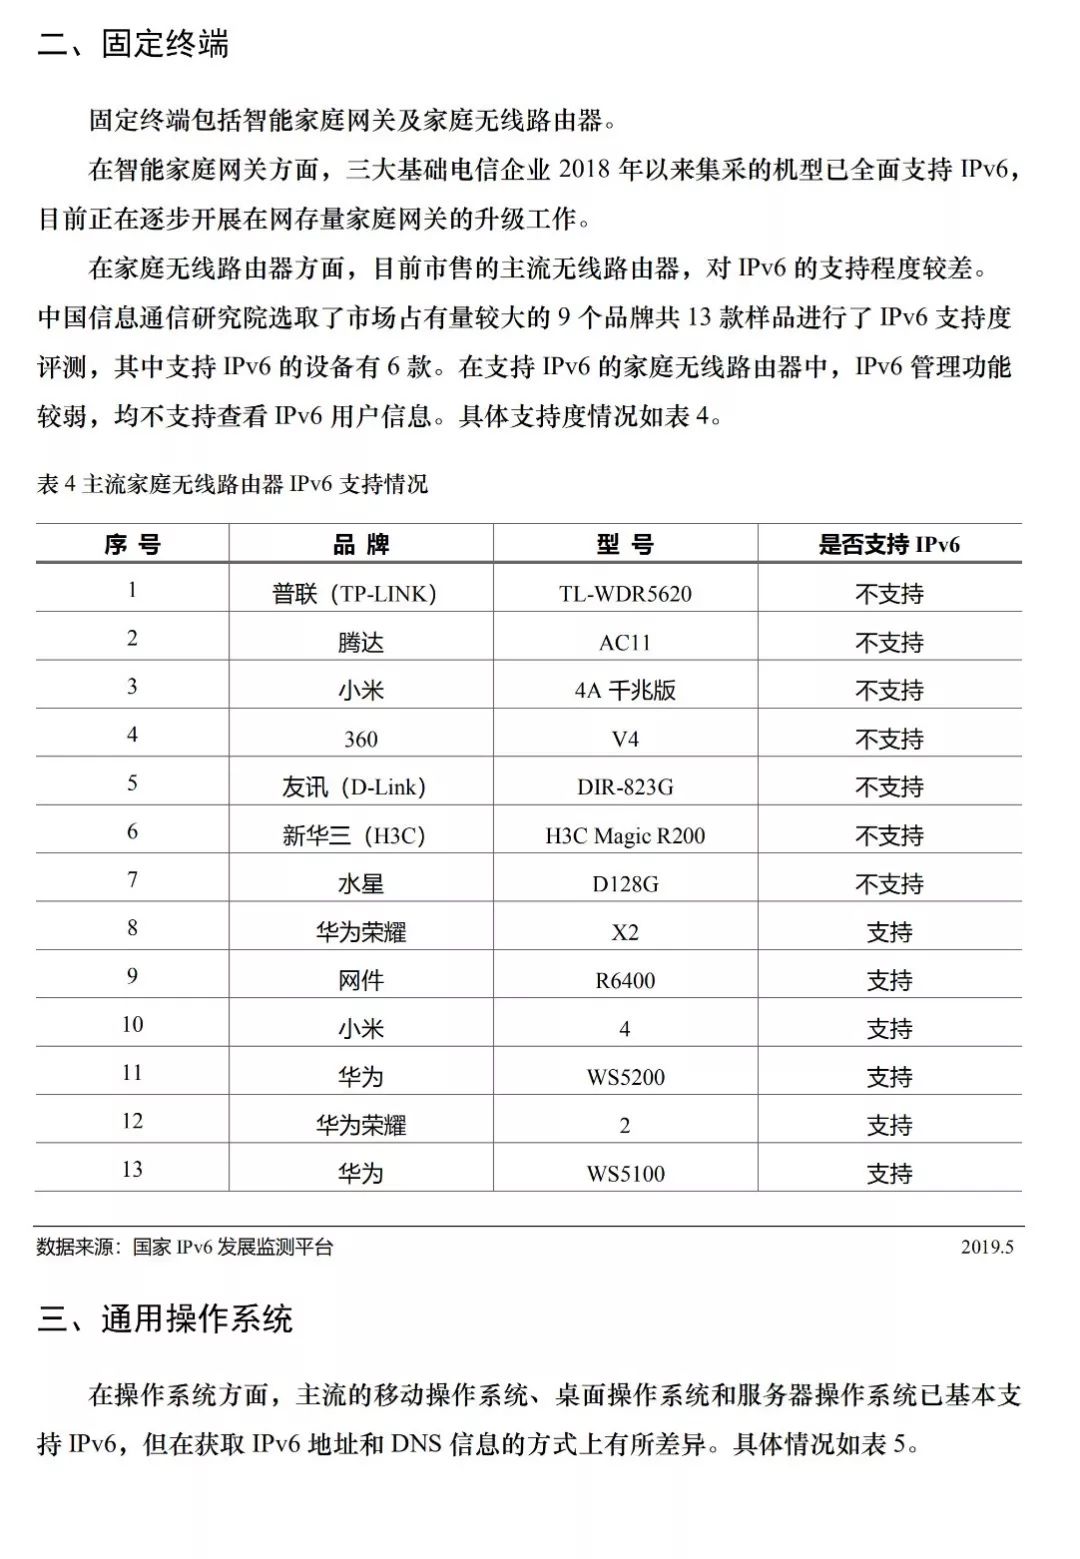 二、固定终端
固定终端包括智能家庭网关及家庭无线路由器。
在智能家庭网关方面，三大基础电信企业 2018 年以来集采的机型已全面支持 IPv6，
目前正在逐步开展在网存量家庭网关的升级工作。
在家庭无线路由器方面，目前市售的主流无线路由器，对 IPv6 的支持程度较差。
中国信息通信研究院选取了市场占有量较大的 9 个品牌共 13 款样品进行了 IPv6 支持度
评测，其中支持 IPv6 的设备有 6 款。在支持 IPv6 的家庭无线路由器中，IPv6 管理功能
较弱，均不支持查看 IPv6 用户信息。具体支持度情况如表 4。
表 4 主流家庭无线路由器 IPv6 支持情况
序 号 品 牌 型 号 是否支持 IPv6
1 普联（TP-LINK） TL-WDR5620 不支持
2 腾达 AC11 不支持
3 小米 4A 千兆版 不支持
4 360 V4 不支持
5 友讯（D-Link） DIR-823G 不支持
6 新华三（H3C） H3C Magic R200 不支持
7 水星 D128G 不支持
8 华为荣耀 X2 支持
9 网件 R6400 支持
10 小米 4 支持
11 华为 WS5200 支持
12 华为荣耀 2 支持
13 华为 WS5100 支持
数据来源：国家 IPv6 发展监测平台 2019.5
三、通用操作系统
在操作系统方面，主流的移动操作系统、桌面操作系统和服务器操作系统已基本支
持 IPv6，但在获取 IPv6 地址和 DNS 信息的方式上有所差异。具体情况如表 5。